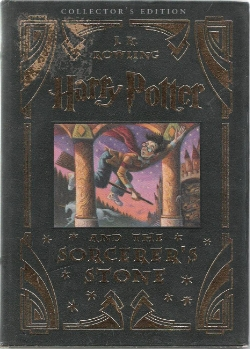 COLLECTOR'S EDITION
J. K.
ROWLING
Harry Potter
AND THE
SORCERER'S
STONE